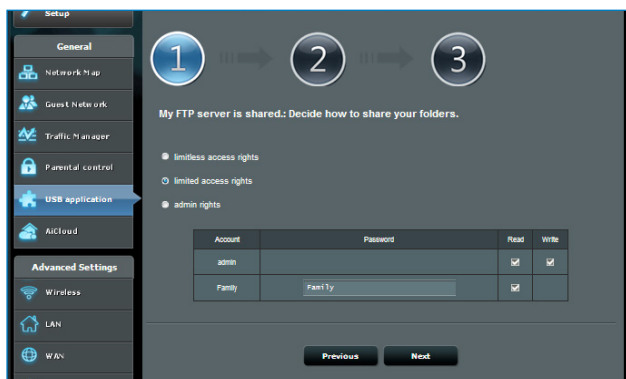 Setup
General
Network Map
Guest Network
Traffic Manager
Parental control
USB application
AiCloud
Advanced Settings
Wireless
LAN
WAN
1
2
3
My FTP server is shared.: Decide how to share your folders.
limitless access rights
limited access rights
admin rights
Account Password Read Write
admin
Family Family
Previous Next